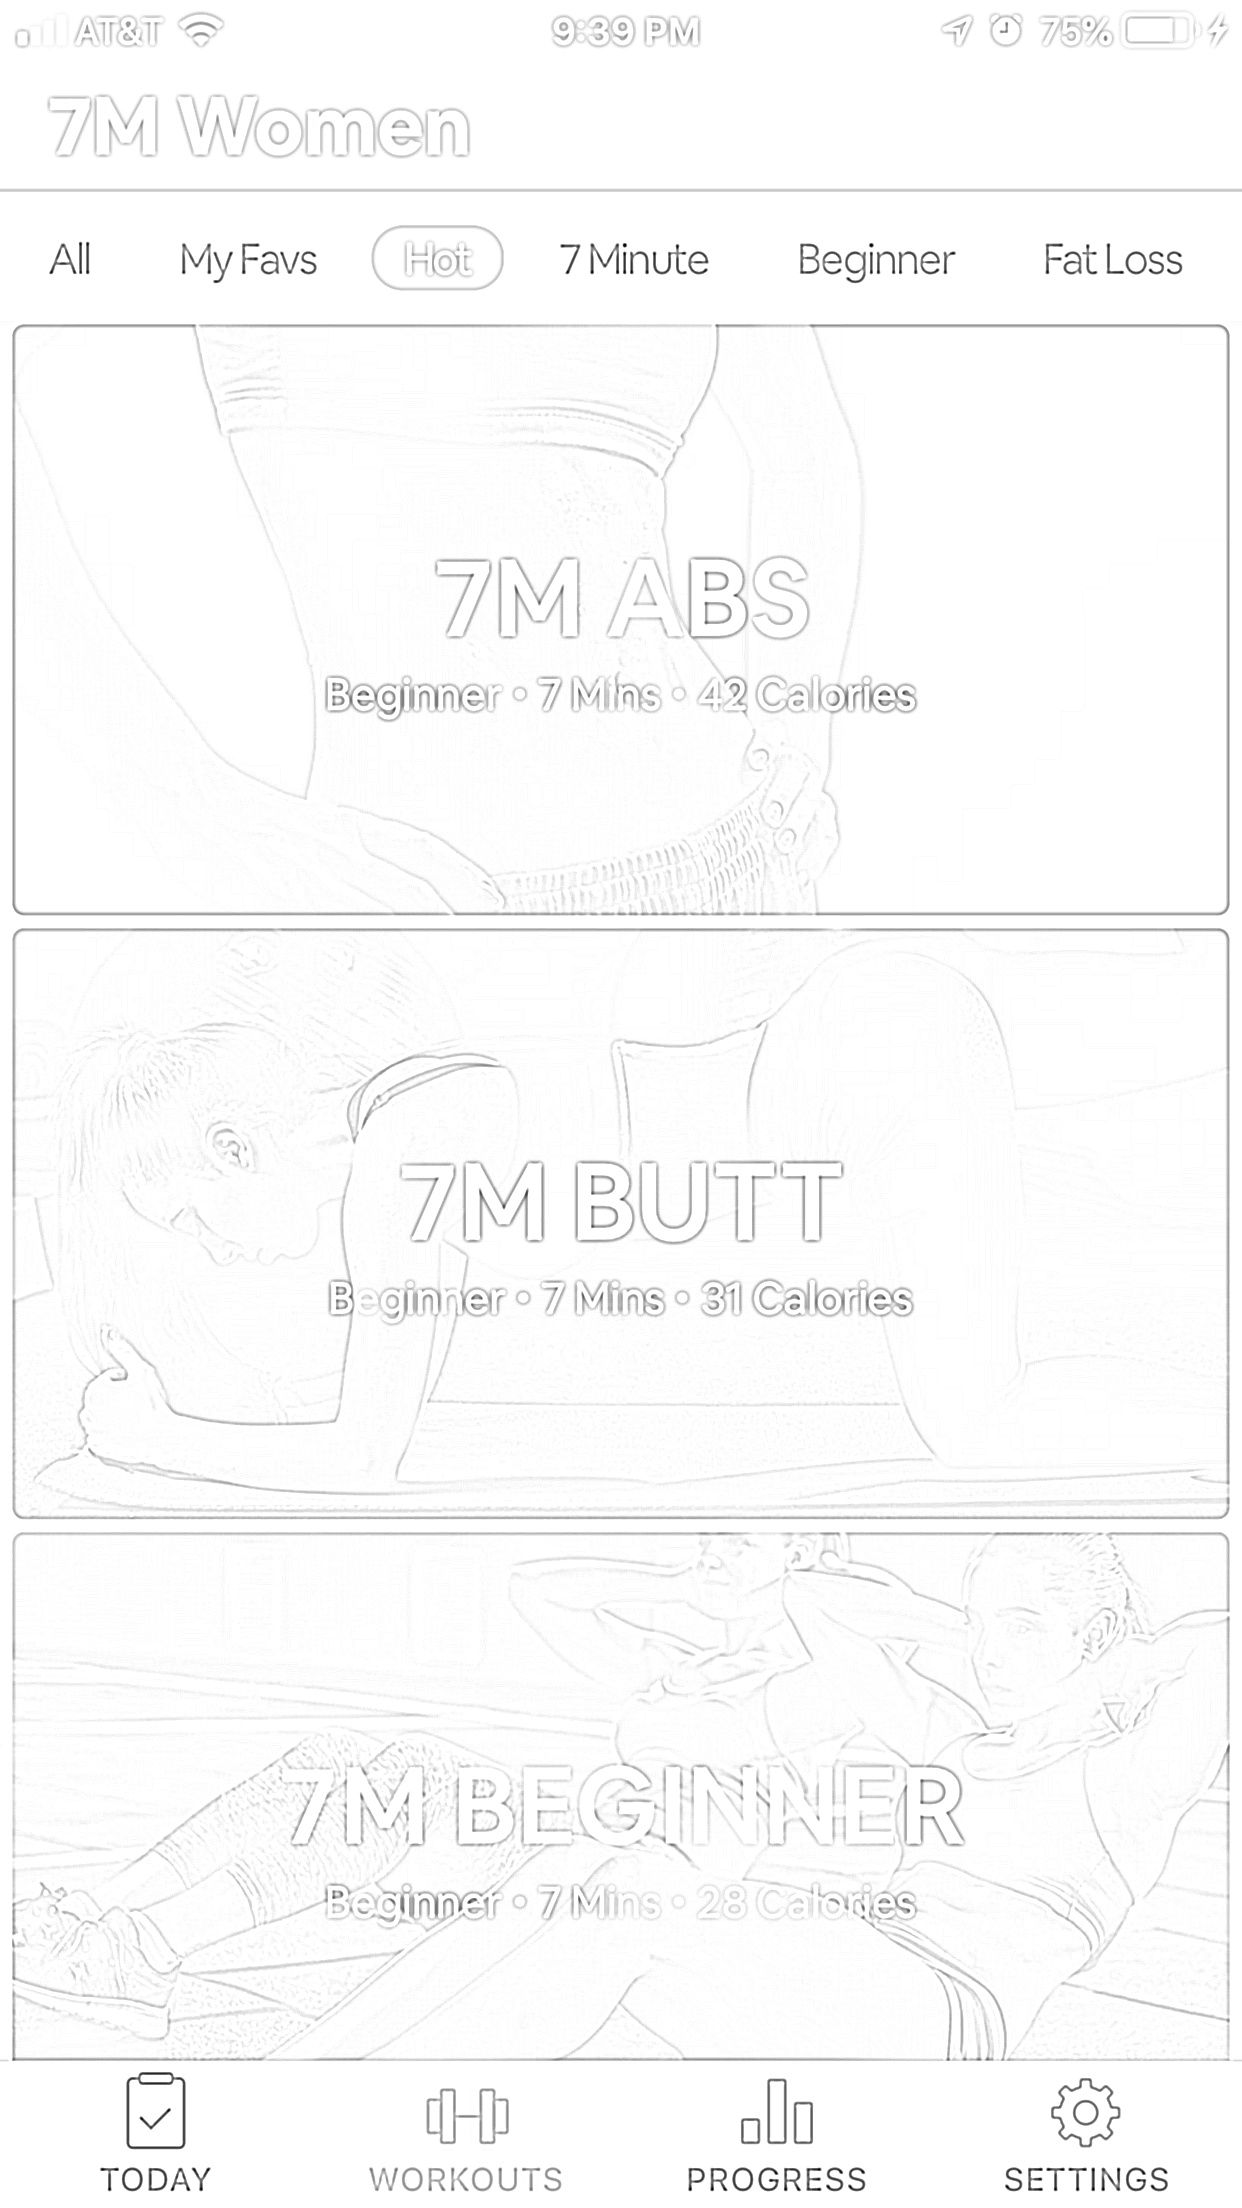 AT&T 9:39 PM 75%
7M Women
All My Favs Hot 7 Minute Beginner Fat Loss
7M ABS
Beginner • 7 Mins • 42 Calories
7M BUTT
Beginner • 7 Mins • 31 Calories
7M BEGINNER
Beginner • 7 Mins • 28 Calories
TODAY WORKOUTS PROGRESS SETTINGS